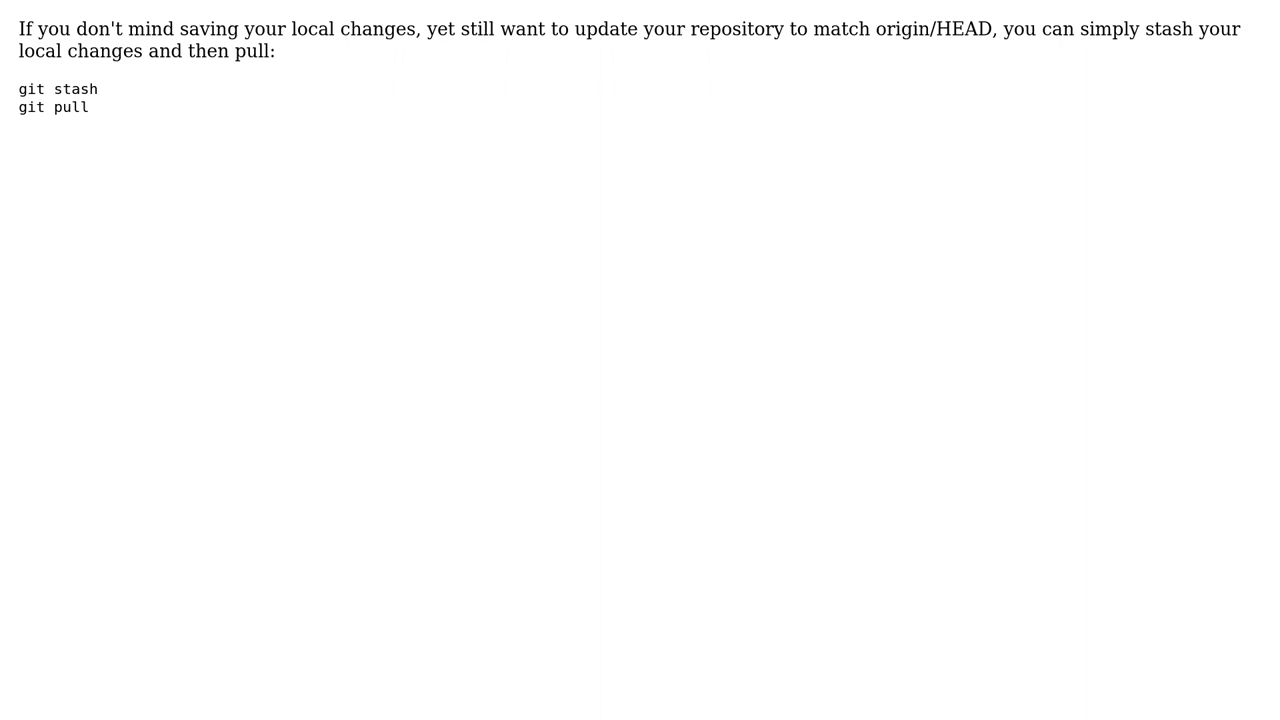 If you don't mind saving your local changes, yet still want to update your repository to match origin/HEAD, you can simply stash your
local changes and then pull:
git stash
git pull